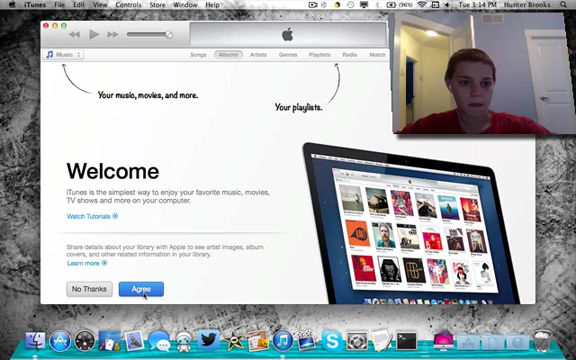 iTunes File Edit View Controls Store Window Help
(96%) Tue 3:14 PM Hunter Brooks
Music Songs Albums Artists Genres Playlists Radio Match
Your music, movies, and more.
Your playlists.
Welcome
iTunes is the simplest way to enjoy your favorite music, movies,
TV shows and more on your computer.
Watch Tutorials
Share details about your library with Apple to see artist images, album
covers, and other related information in your library.
Learn more
No Thanks Agree